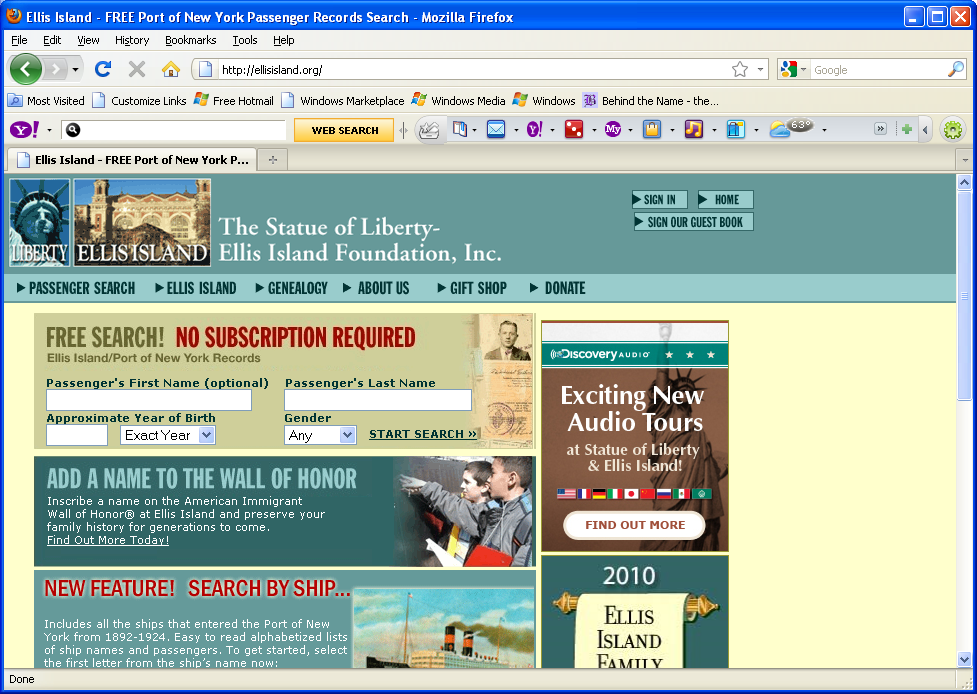 Ellis Island - FREE Port of New York Passenger Records Search - Mozilla Firefox
File Edit View History Bookmarks Tools Help
http://ellisisland.org/
Google
Most Visited Customize Links Free Hotmail Windows Marketplace Windows Media Windows Behind the Name - the...
Y! WEB SEARCH Y! My 63°
Ellis Island - FREE Port of New York P...
LIBERTY ELLIS ISLAND
The Statue of Liberty-
Ellis Island Foundation, Inc.
SIGN IN HOME
SIGN OUR GUEST BOOK
PASSENGER SEARCH ELLIS ISLAND GENEALOGY ABOUT US GIFT SHOP DONATE
FREE SEARCH! NO SUBSCRIPTION REQUIRED
Ellis Island/Port of New York Records
Passenger's First Name (optional) Passenger's Last Name
Approximate Year of Birth Gender
Exact Year Any START SEARCH »
ADD A NAME TO THE WALL OF HONOR
Inscribe a name on the American Immigrant
Wall of Honor® at Ellis Island and preserve your
family history for generations to come.
Find Out More Today!
NEW FEATURE! SEARCH BY SHIP...
Includes all the ships that entered the Port of New
York from 1892-1924. Easy to read alphabetized lists
of ship names and passengers. To get started, select
the first letter from the ship's name now:
Discovery AUDIO
Exciting New
Audio Tours
at Statue of Liberty
& Ellis Island!
FIND OUT MORE
2010
ELLIS
ISLAND
FAMILY
Done